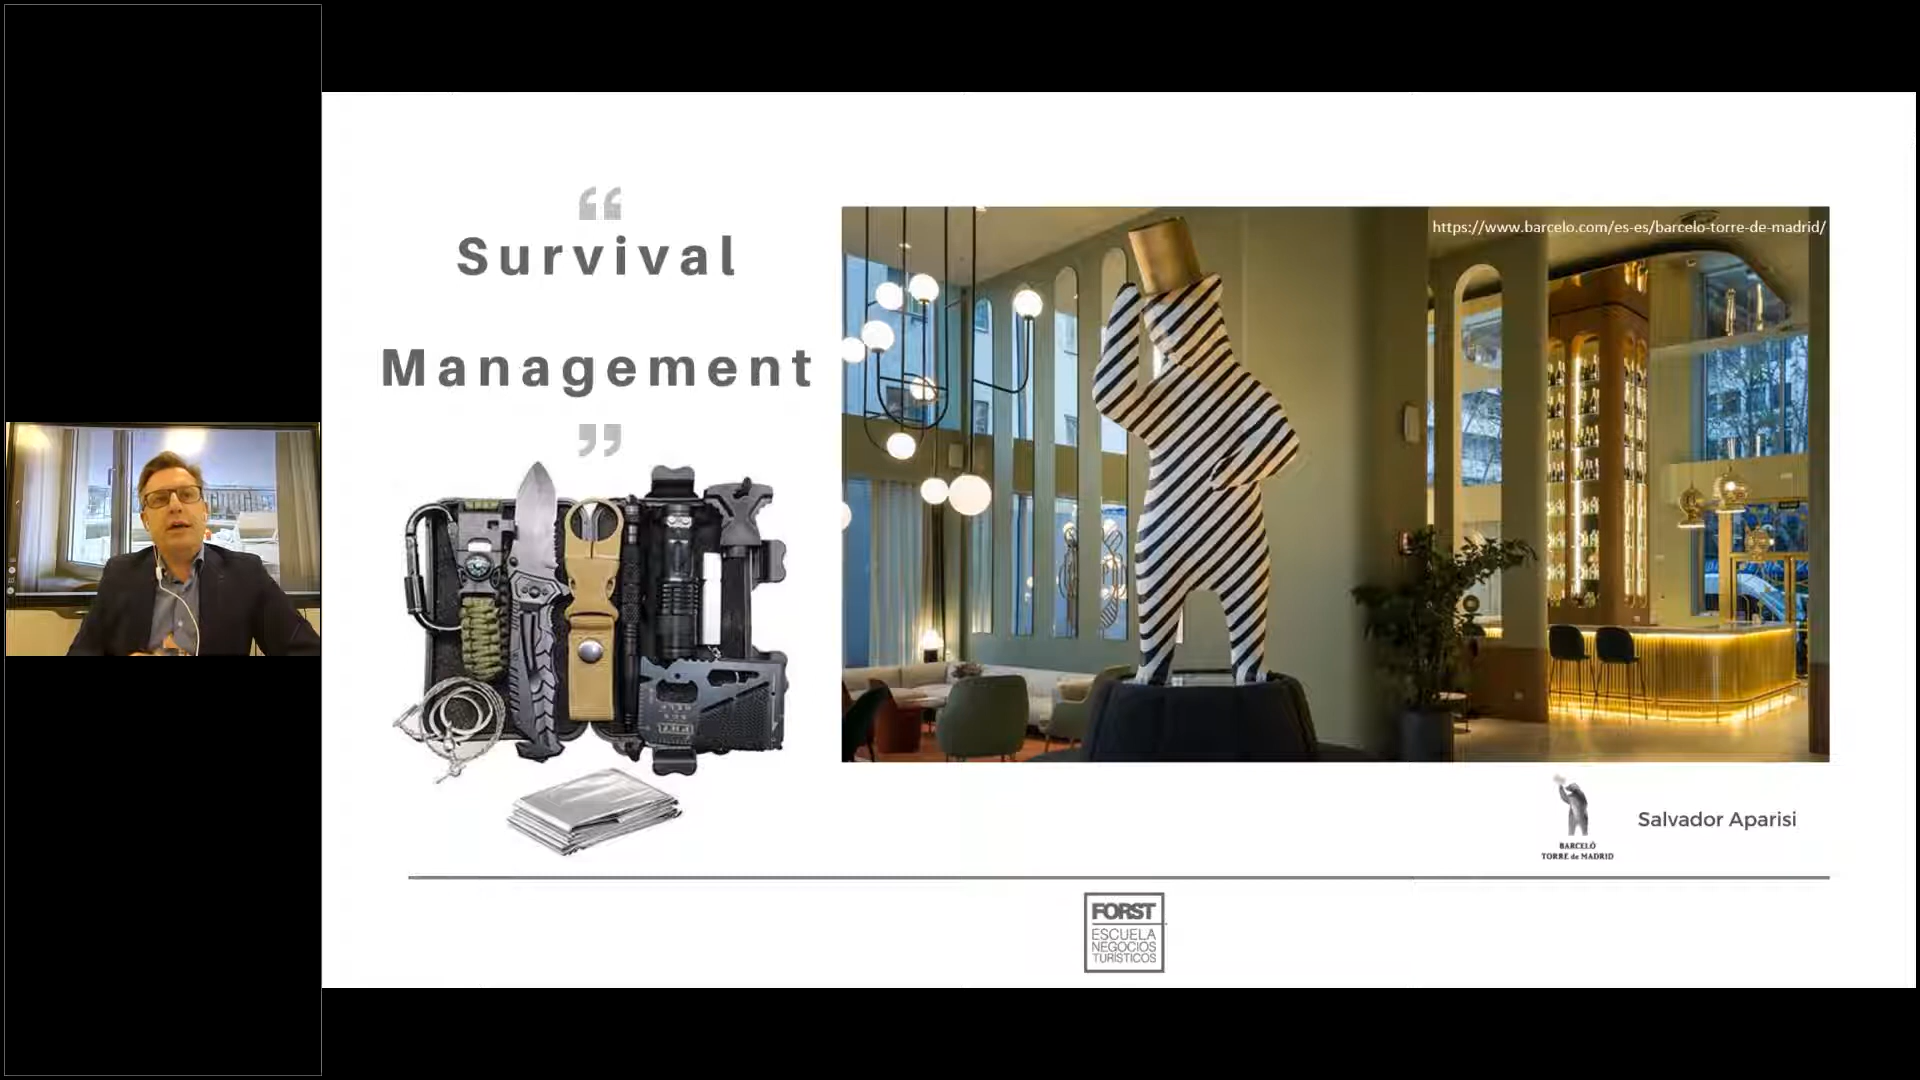 “
Survival
Management
”
https://www.barcelo.com/es-es/barcelo-torre-de-madrid/
BARCELÓ
TORRE de MADRID
Salvador Aparisi
FORST
ESCUELA
NEGOCIOS
TURÍSTICOS